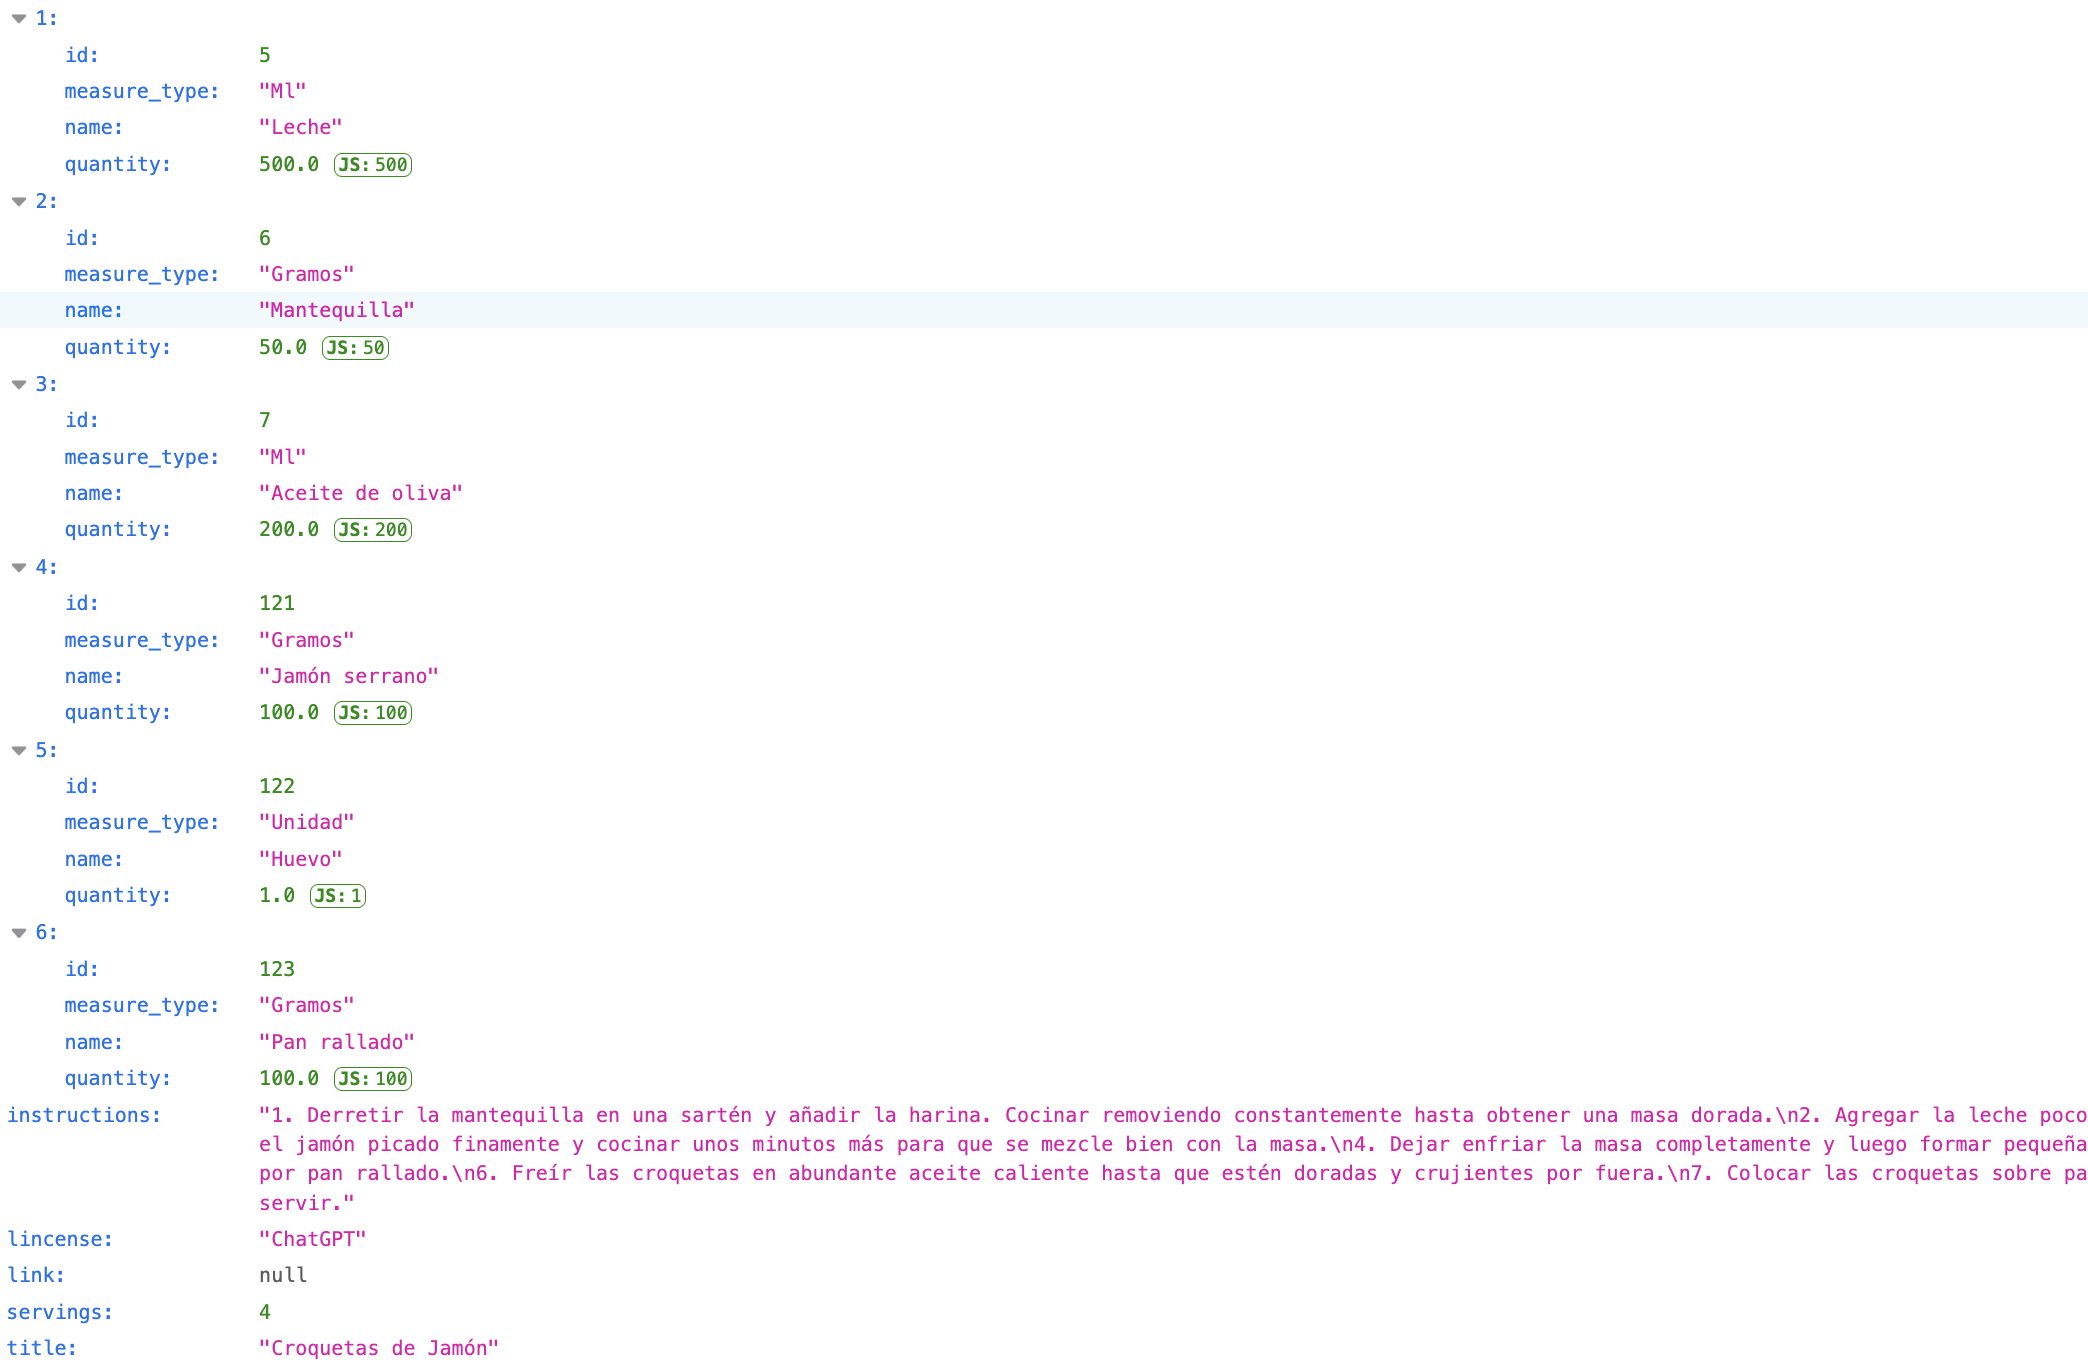 1:
id: 5
measure_type: "Ml"
name: "Leche"
quantity: 500.0 JS: 500
2:
id: 6
measure_type: "Gramos"
name: "Mantequilla"
quantity: 50.0 JS: 50
3:
id: 7
measure_type: "Ml"
name: "Aceite de oliva"
quantity: 200.0 JS: 200
4:
id: 121
measure_type: "Gramos"
name: "Jamón serrano"
quantity: 100.0 JS: 100
5:
id: 122
measure_type: "Unidad"
name: "Huevo"
quantity: 1.0 JS: 1
6:
id: 123
measure_type: "Gramos"
name: "Pan rallado"
quantity: 100.0 JS: 100
instructions: "1. Derretir la mantequilla en una sartén y añadir la harina. Cocinar removiendo constantemente hasta obtener una masa dorada.\n2. Agregar la leche poco
el jamón picado finamente y cocinar unos minutos más para que se mezcle bien con la masa.\n4. Dejar enfriar la masa completamente y luego formar pequeña
por pan rallado.\n6. Freír las croquetas en abundante aceite caliente hasta que estén doradas y crujientes por fuera.\n7. Colocar las croquetas sobre pa
servir."
lincense: "ChatGPT"
link: null
servings: 4
title: "Croquetas de Jamón"